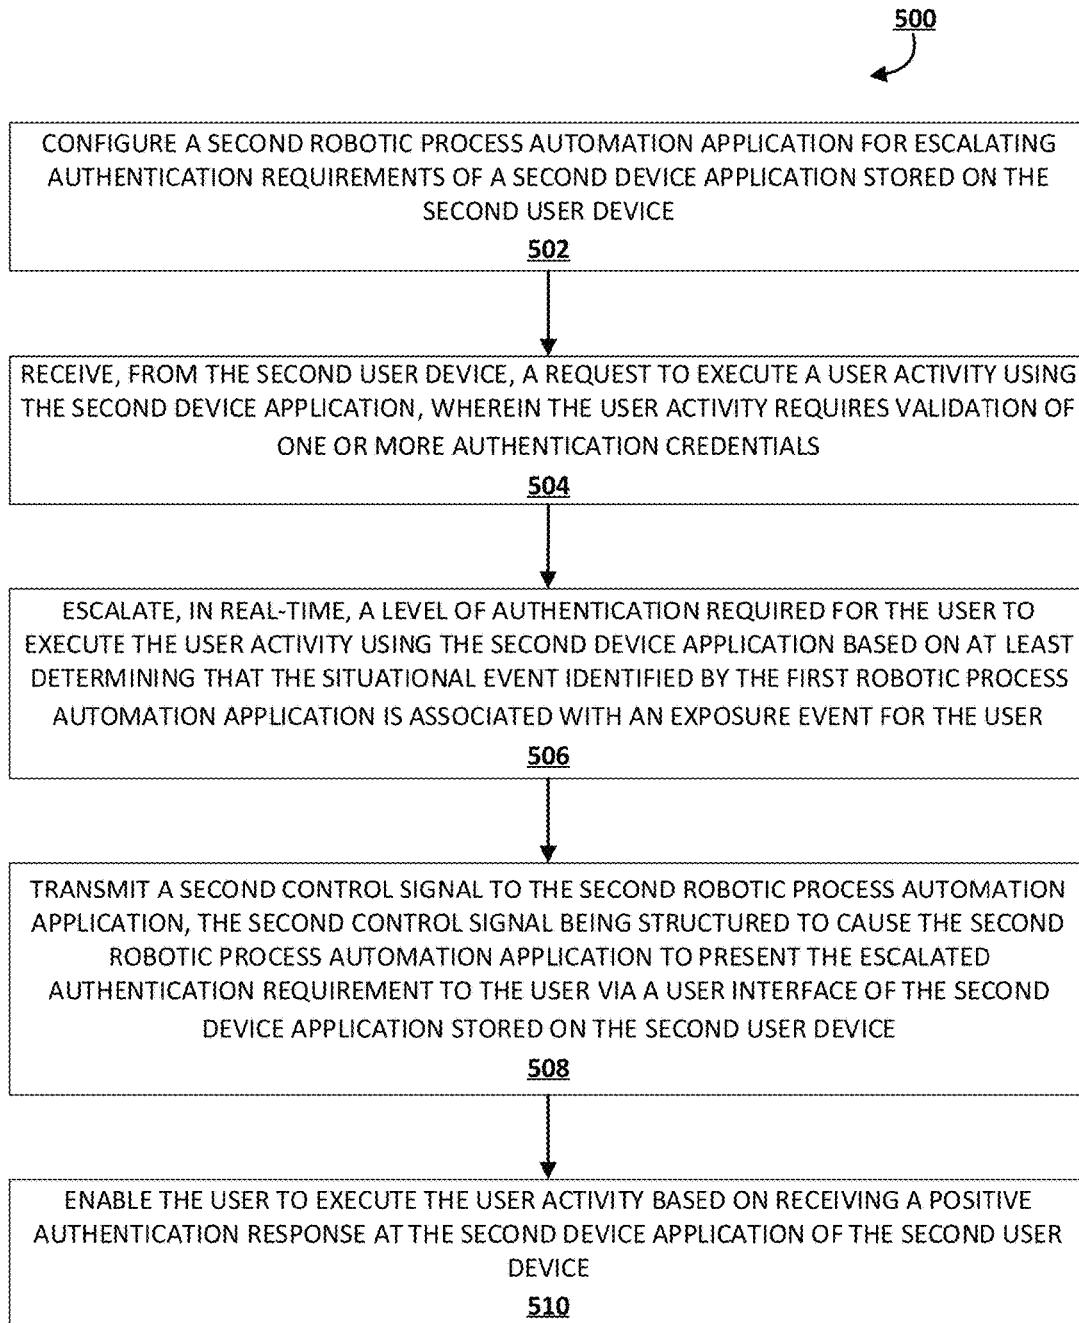 500
CONFIGURE A SECOND ROBOTIC PROCESS AUTOMATION APPLICATION FOR ESCALATING
AUTHENTICATION REQUIREMENTS OF A SECOND DEVICE APPLICATION STORED ON THE
SECOND USER DEVICE
502
RECEIVE, FROM THE SECOND USER DEVICE, A REQUEST TO EXECUTE A USER ACTIVITY USING
THE SECOND DEVICE APPLICATION, WHEREIN THE USER ACTIVITY REQUIRES VALIDATION OF
ONE OR MORE AUTHENTICATION CREDENTIALS
504
ESCALATE, IN REAL-TIME, A LEVEL OF AUTHENTICATION REQUIRED FOR THE USER TO
EXECUTE THE USER ACTIVITY USING THE SECOND DEVICE APPLICATION BASED ON AT LEAST
DETERMINING THAT THE SITUATIONAL EVENT IDENTIFIED BY THE FIRST ROBOTIC PROCESS
AUTOMATION APPLICATION IS ASSOCIATED WITH AN EXPOSURE EVENT FOR THE USER
506
TRANSMIT A SECOND CONTROL SIGNAL TO THE SECOND ROBOTIC PROCESS AUTOMATION
APPLICATION, THE SECOND CONTROL SIGNAL BEING STRUCTURED TO CAUSE THE SECOND
ROBOTIC PROCESS AUTOMATION APPLICATION TO PRESENT THE ESCALATED
AUTHENTICATION REQUIREMENT TO THE USER VIA A USER INTERFACE OF THE SECOND
DEVICE APPLICATION STORED ON THE SECOND USER DEVICE
508
ENABLE THE USER TO EXECUTE THE USER ACTIVITY BASED ON RECEIVING A POSITIVE
AUTHENTICATION RESPONSE AT THE SECOND DEVICE APPLICATION OF THE SECOND USER
DEVICE
510